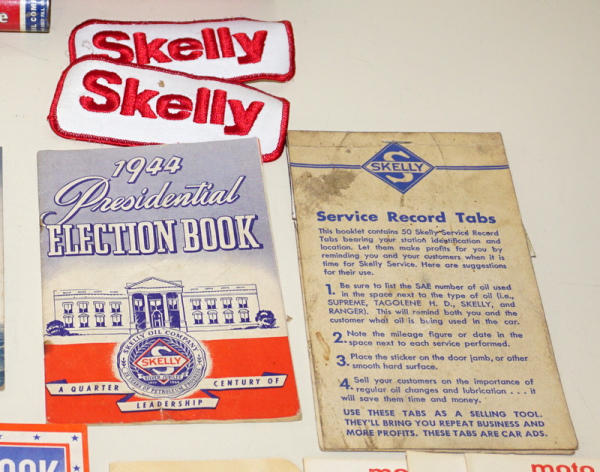 Skelly
Skelly
1944
Presidential
ELECTION BOOK
SKELLY OIL COMPANY
SKELLY
SILVER JUBILEE
A QUARTER CENTURY OF
LEADERSHIP
SKELLY
Service Record Tabs
This booklet contains 50 Skelly Service Record
Tabs bearing your station identification and
location. Let them make profits for you by
reminding you and your customers when it is
time for Skelly Service. Here are suggestions
for their use.
1. Be sure to list the SAE number of oil used
in the space next to the type of oil (i.e.,
SUPREME, TAGOLENE H. D., SKELLY, and
RANGER). This will remind both you and the
customer what oil is being used in the car.
2. Note the mileage figure or date in the
space next to each service performed.
3. Place the sticker on the door jamb, or other
smooth hard surface.
4. Sell your customers on the importance of
regular oil changes and lubrication . . . it
will save them time and money.
USE THESE TABS AS A SELLING TOOL.
THEY'LL BRING YOU REPEAT BUSINESS AND
MORE PROFITS. THESE TABS ARE CAR ADS.
OOK
moto